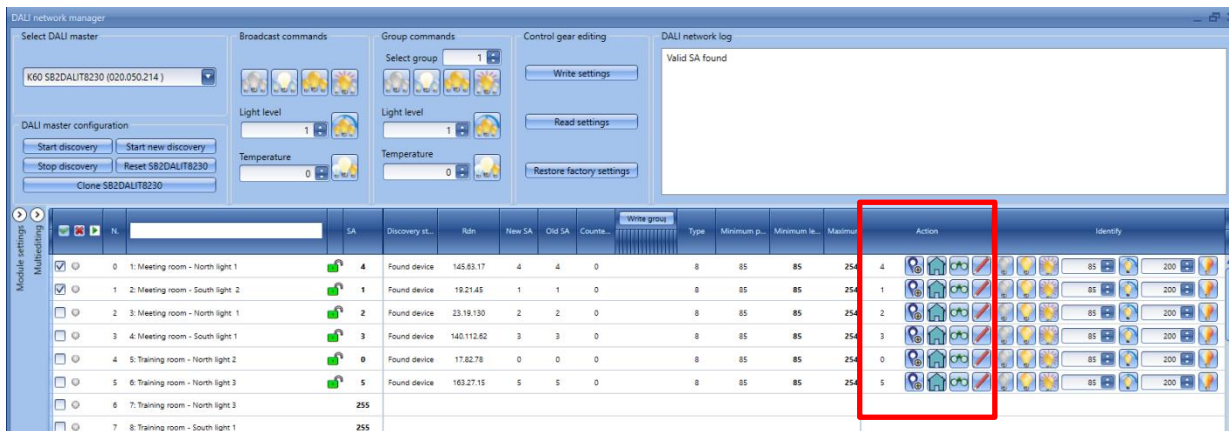 DALI network manager
Select DALI master
K60 SB2DALIT8230 (020.050.214 )
DALI master configuration
Start discovery
Start new discovery
Stop discovery
Reset SB2DALIT8230
Clone SB2DALIT8230
Broadcast commands
Light level
1
Temperature
0
Group commands
Select group
1
Light level
1
Temperature
0
Control gear editing
Write settings
Read settings
Restore factory settings
DALI network log
Valid SA found
Module settings
Multiediting
N. SA Discovery st... Rdn New SA Old SA Counte... Write group Type Minimum p... Minimum le... Maximum Action Identify
0 1: Meeting room - North light 1 4 Found device 145.63.17 4 4 0 8 85 85 254 4 85 200
1 2: Meeting room - South light 2 1 Found device 19.21.45 1 1 0 8 85 85 254 1 85 200
2 3: Meeting room - North light 1 2 Found device 23.19.130 2 2 0 8 85 85 254 2 85 200
3 4: Meeting room - South light 1 3 Found device 140.112.62 3 3 0 8 85 85 254 3 85 200
4 5: Training room - North light 2 0 Found device 17.82.78 0 0 0 8 85 85 254 0 85 200
5 6: Training room - North light 3 5 Found device 163.27.15 5 5 0 8 85 85 254 5 85 200
6 7: Training room - North light 3 255
7 8: Training room - South light 1 255